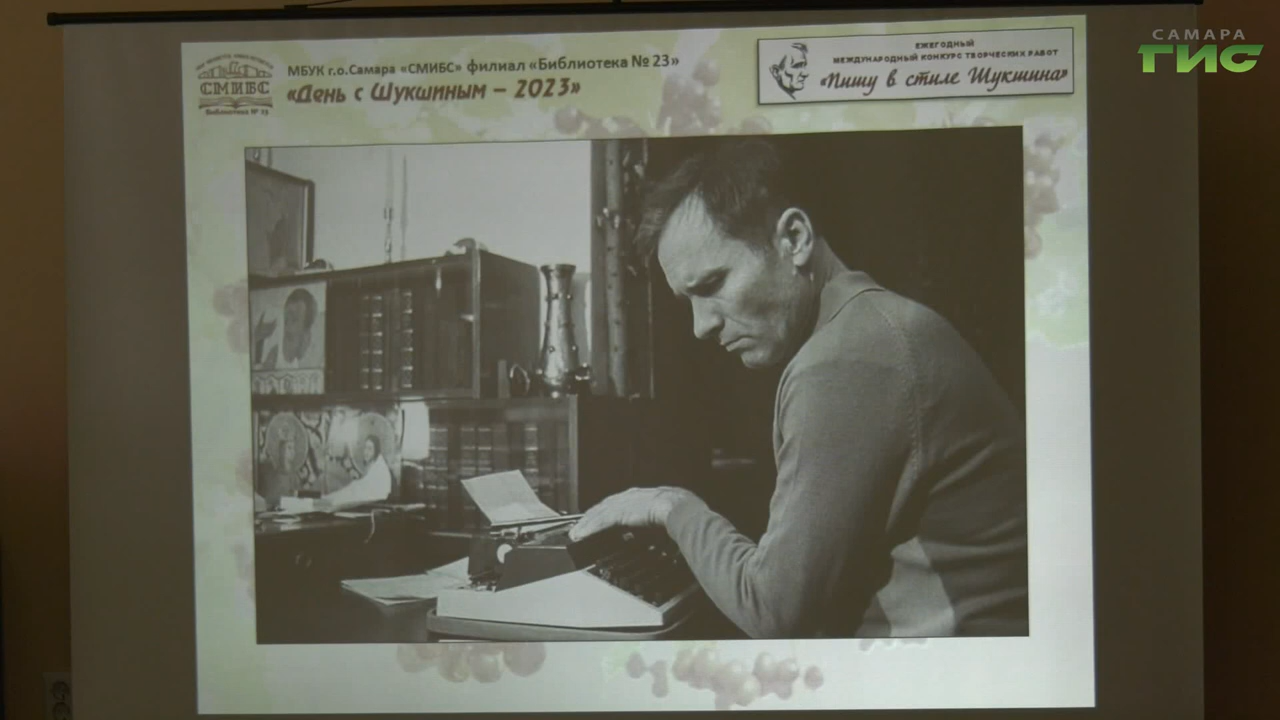 САМАРА
ГИС
СМИБС
Библиотека № 23
МБУК г.о.Самара «СМИБС» филиал «Библиотека № 23»
«День с Шукшиным – 2023»
ЕЖЕГОДНЫЙ
МЕЖДУНАРОДНЫЙ КОНКУРС ТВОРЧЕСКИХ РАБОТ
«Пишу в стиле Шукшина»